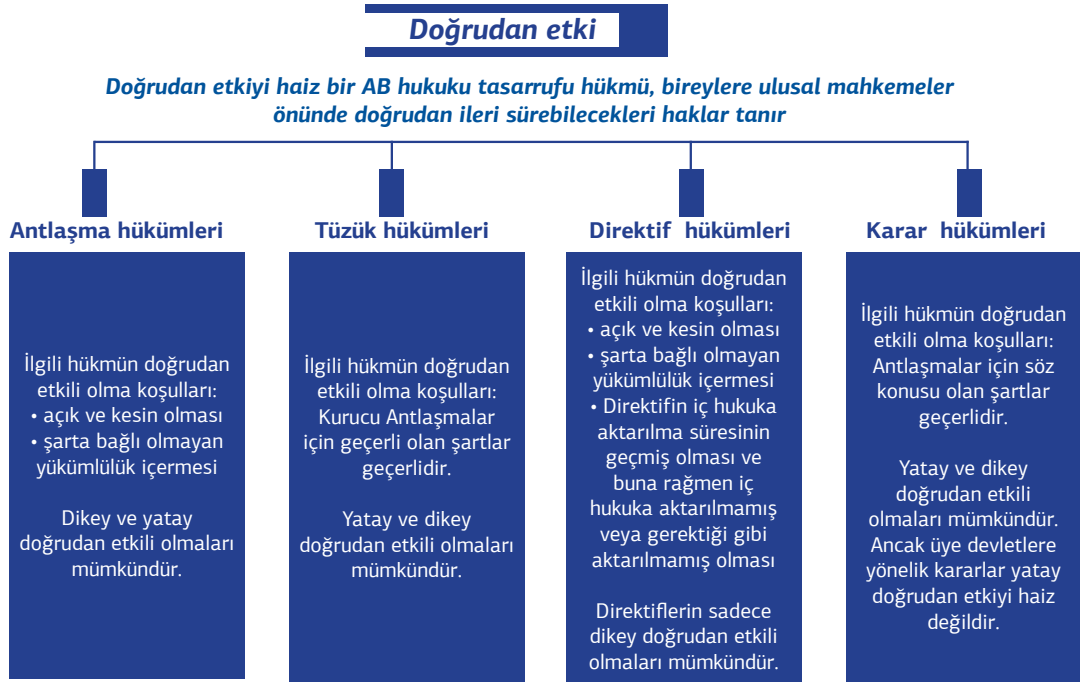 Doğrudan etki
Doğrudan etkiyi haiz bir AB hukuku tasarrufu hükmü, bireylere ulusal mahkemeler
önünde doğrudan ileri sürebilecekleri haklar tanır
Antlaşma hükümleri
İlgili hükmün doğrudan
etkili olma koşulları:
• açık ve kesin olması
• şarta bağlı olmayan
yükümlülük içermesi
Dikey ve yatay
doğrudan etkili olmaları
mümkündür.
Tüzük hükümleri
İlgili hükmün doğrudan
etkili olma koşulları:
Kurucu Antlaşmalar
için geçerli olan şartlar
geçerlidir.
Yatay ve dikey
doğrudan etkili olmaları
mümkündür.
Direktif hükümleri
İlgili hükmün doğrudan
etkili olma koşulları:
• açık ve kesin olması
• şarta bağlı olmayan
yükümlülük içermesi
• Direktifin iç hukuka
aktarılma süresinin
geçmiş olması ve
buna rağmen iç
hukuka aktarılmamış
veya gerektiği gibi
aktarılmamış olması
Direktiflerin sadece
dikey doğrudan etkili
olmaları mümkündür.
Karar hükümleri
İlgili hükmün doğrudan
etkili olma koşulları:
Antlaşmalar için söz
konusu olan şartlar
geçerlidir.
Yatay ve dikey
doğrudan etkili
olmaları mümkündür.
Ancak üye devletlere
yönelik kararlar yatay
doğrudan etkiyi haiz
değildir.